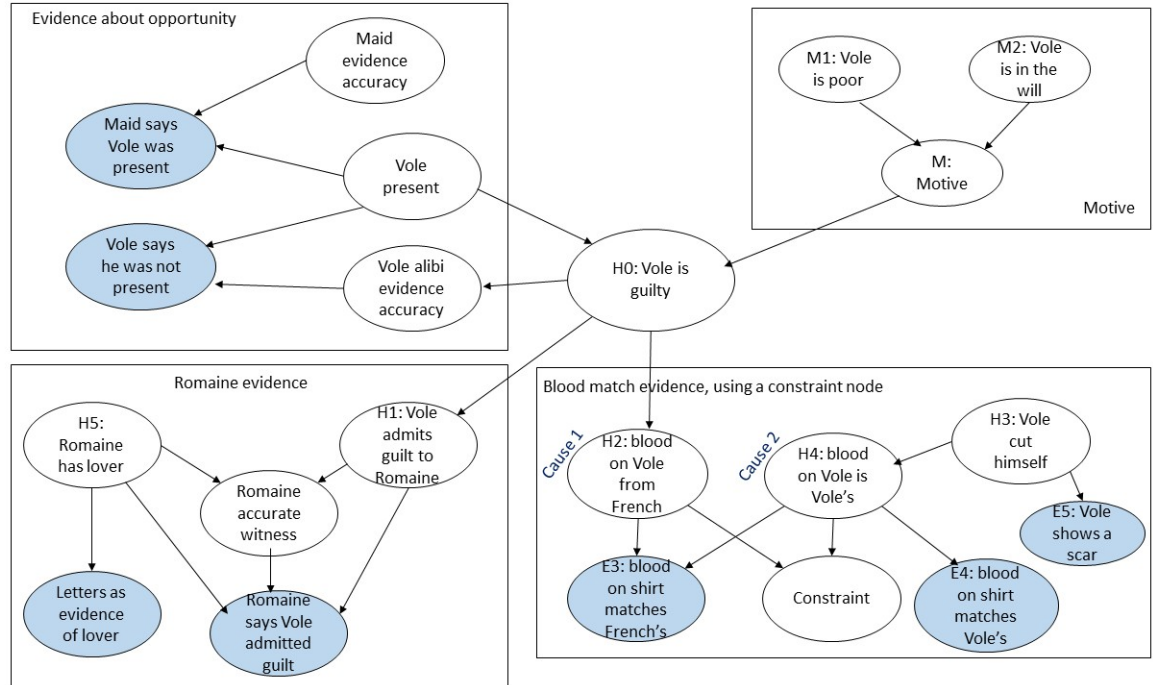 Evidence about opportunity
Maid
evidence
accuracy
Maid says
Vole was
present
Vole
present
Vole says
he was not
present
Vole alibi
evidence
accuracy
M1: Vole
is poor
M2: Vole
is in the
will
M:
Motive
Motive
H0: Vole is
guilty
Romaine evidence
H5:
Romaine
has lover
H1: Vole
admits
guilt to
Romaine
Romaine
accurate
witness
Letters as
evidence
of lover
Romaine
says Vole
admitted
guilt
Blood match evidence, using a constraint node
Cause 1
H2: blood
on Vole
from
French
Cause 2
H4: blood
on Vole is
Vole's
H3: Vole
cut
himself
E5: Vole
shows a
scar
E3: blood
on shirt
matches
French's
Constraint
E4: blood
on shirt
matches
Vole's